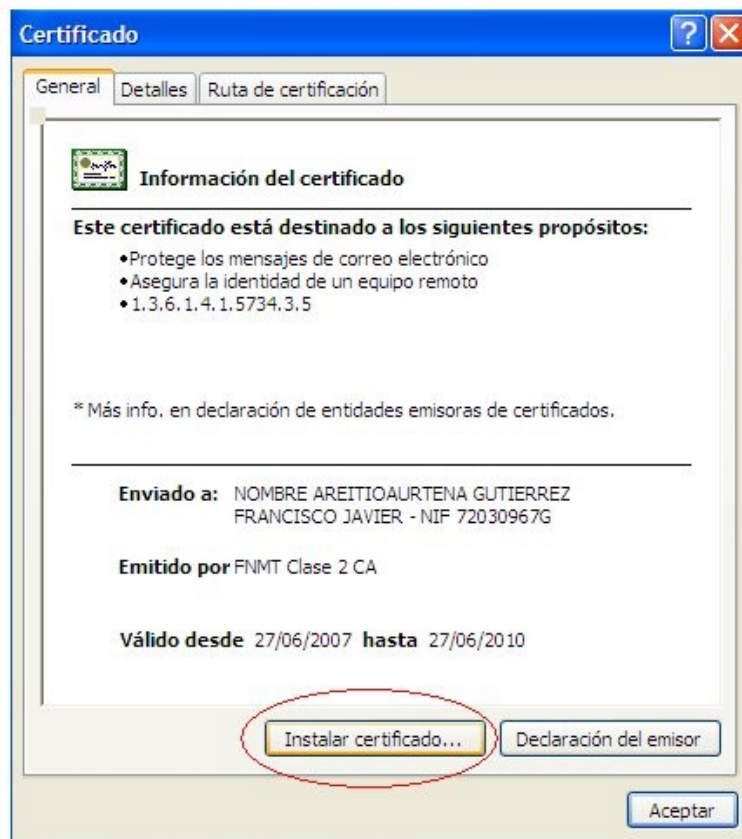 Certificado
General Detalles Ruta de certificación
Información del certificado
Este certificado está destinado a los siguientes propósitos:
•Protege los mensajes de correo electrónico
•Asegura la identidad de un equipo remoto
•1.3.6.1.4.1.5734.3.5
* Más info. en declaración de entidades emisoras de certificados.
Enviado a: NOMBRE AREITIOAURTENA GUTIERREZ
FRANCISCO JAVIER - NIF 72030967G
Emitido por FNMT Clase 2 CA
Válido desde 27/06/2007 hasta 27/06/2010
Instalar certificado... Declaración del emisor
Aceptar